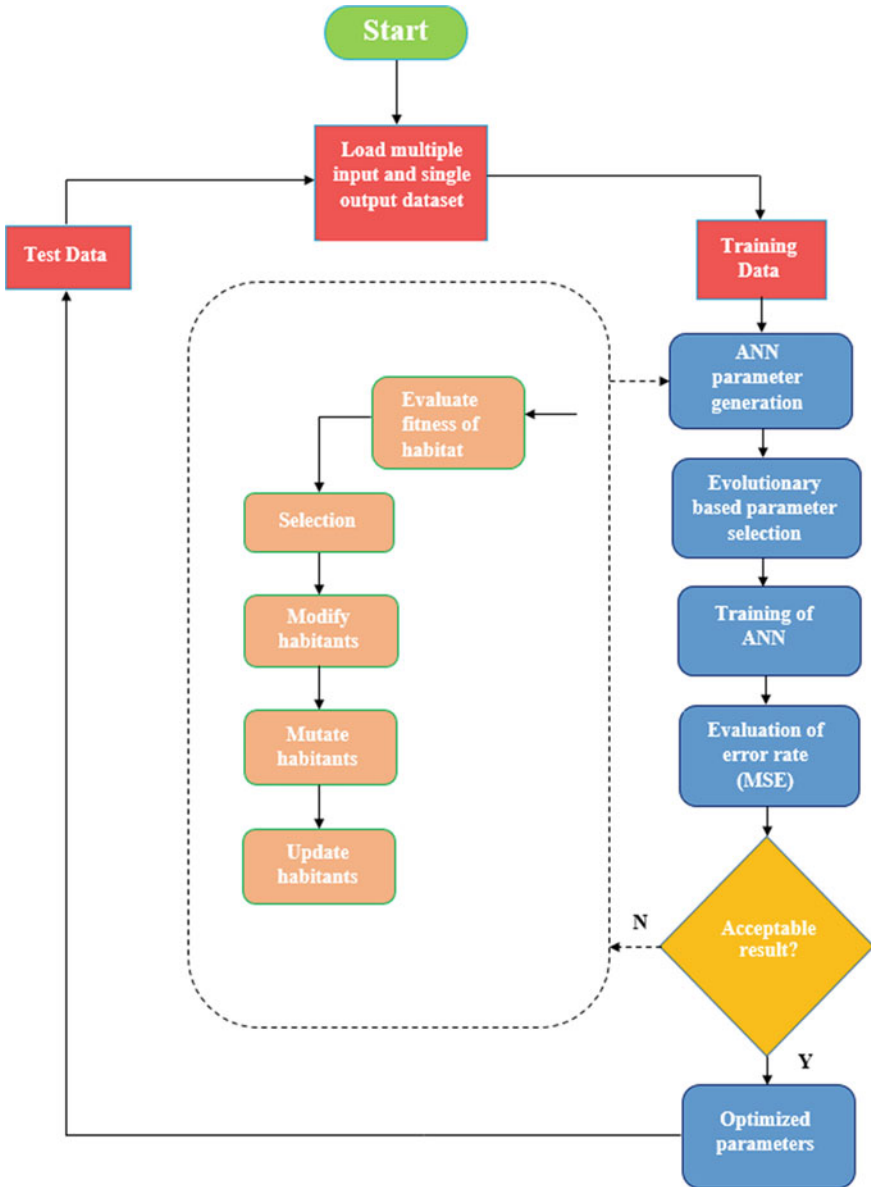 Start
Load multiple
input and single
output dataset
Test Data
Training
Data
ANN
parameter
generation
Evaluate
fitness of
habitat
Evolutionary
based parameter
selection
Selection
Training of
ANN
Modify
habitants
Mutate
habitants
Evaluation of
error rate
(MSE)
Update
habitants
N
Acceptable
result?
Y
Optimized
parameters